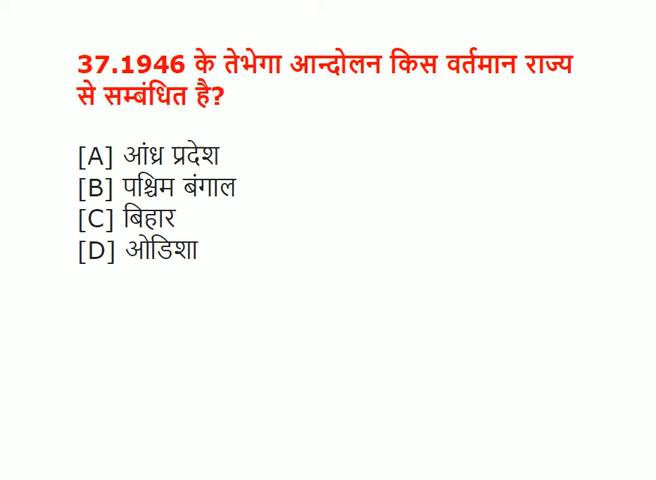 37.1946 के तेभेगा आन्दोलन किस वर्तमान राज्य
से सम्बंधित है?
[A] आंध्र प्रदेश
[B] पश्चिम बंगाल
[C] बिहार
[D] ओडिशा